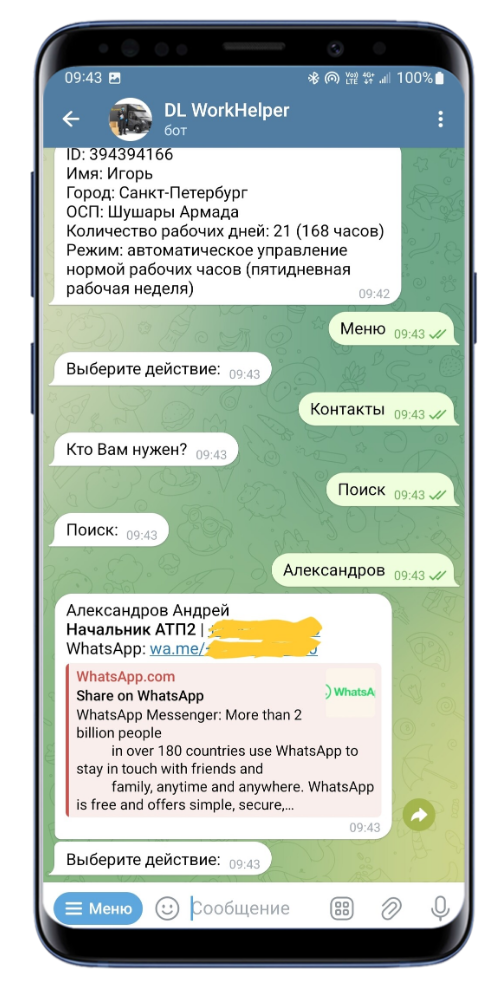 09:43 Vo)) LTE 4G+ 100%
DL WorkHelper
бот
ID: 394394166
Имя: Игорь
Город: Санкт-Петербург
ОСП: Шушары Армада
Количество рабочих дней: 21 (168 часов)
Режим: автоматическое управление
нормой рабочих часов (пятидневная
рабочая неделя) 09:42
Меню 09:43
Выберите действие: 09:43
Контакты 09:43
Кто Вам нужен? 09:43
Поиск 09:43
Поиск: 09:43
Александров 09:43
Александров Андрей
Начальник АТП2 |
WhatsApp: wa.me/
WhatsApp.com
Share on WhatsApp
WhatsA
WhatsApp Messenger: More than 2
billion people
in over 180 countries use WhatsApp to
stay in touch with friends and
family, anytime and anywhere. WhatsApp
is free and offers simple, secure,...
09:43
Выберите действие: 09:43
Меню Сообщение